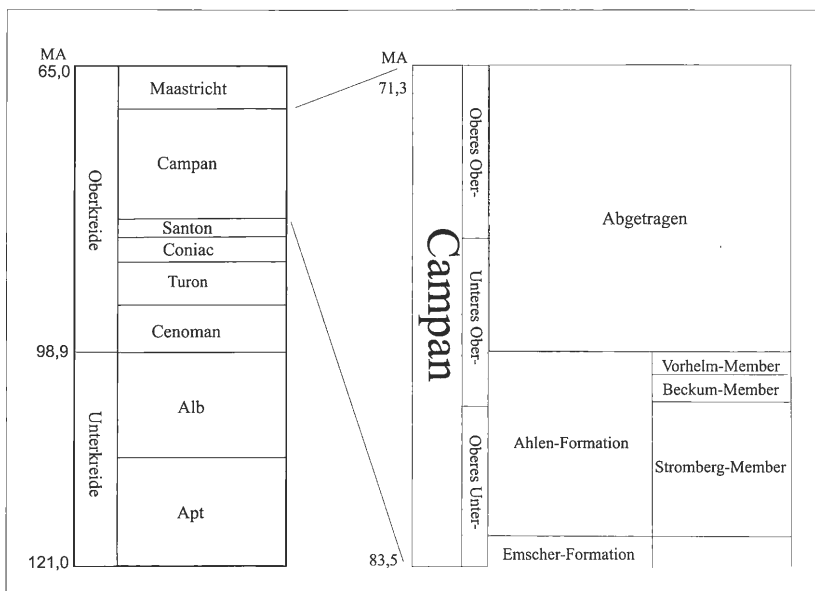 MA
65,0
Oberkreide
Maastricht
Campan
Santon
Coniac
Turon
Cenoman
98,9
Unterkreide
Alb
Apt
121,0
MA
71,3
Campan
Oberes Ober-
Unteres Ober-
Oberes Unter-
Abgetragen
Vorhelm-Member
Beckum-Member
Ahlen-Formation
Stromberg-Member
Emscher-Formation
83,5